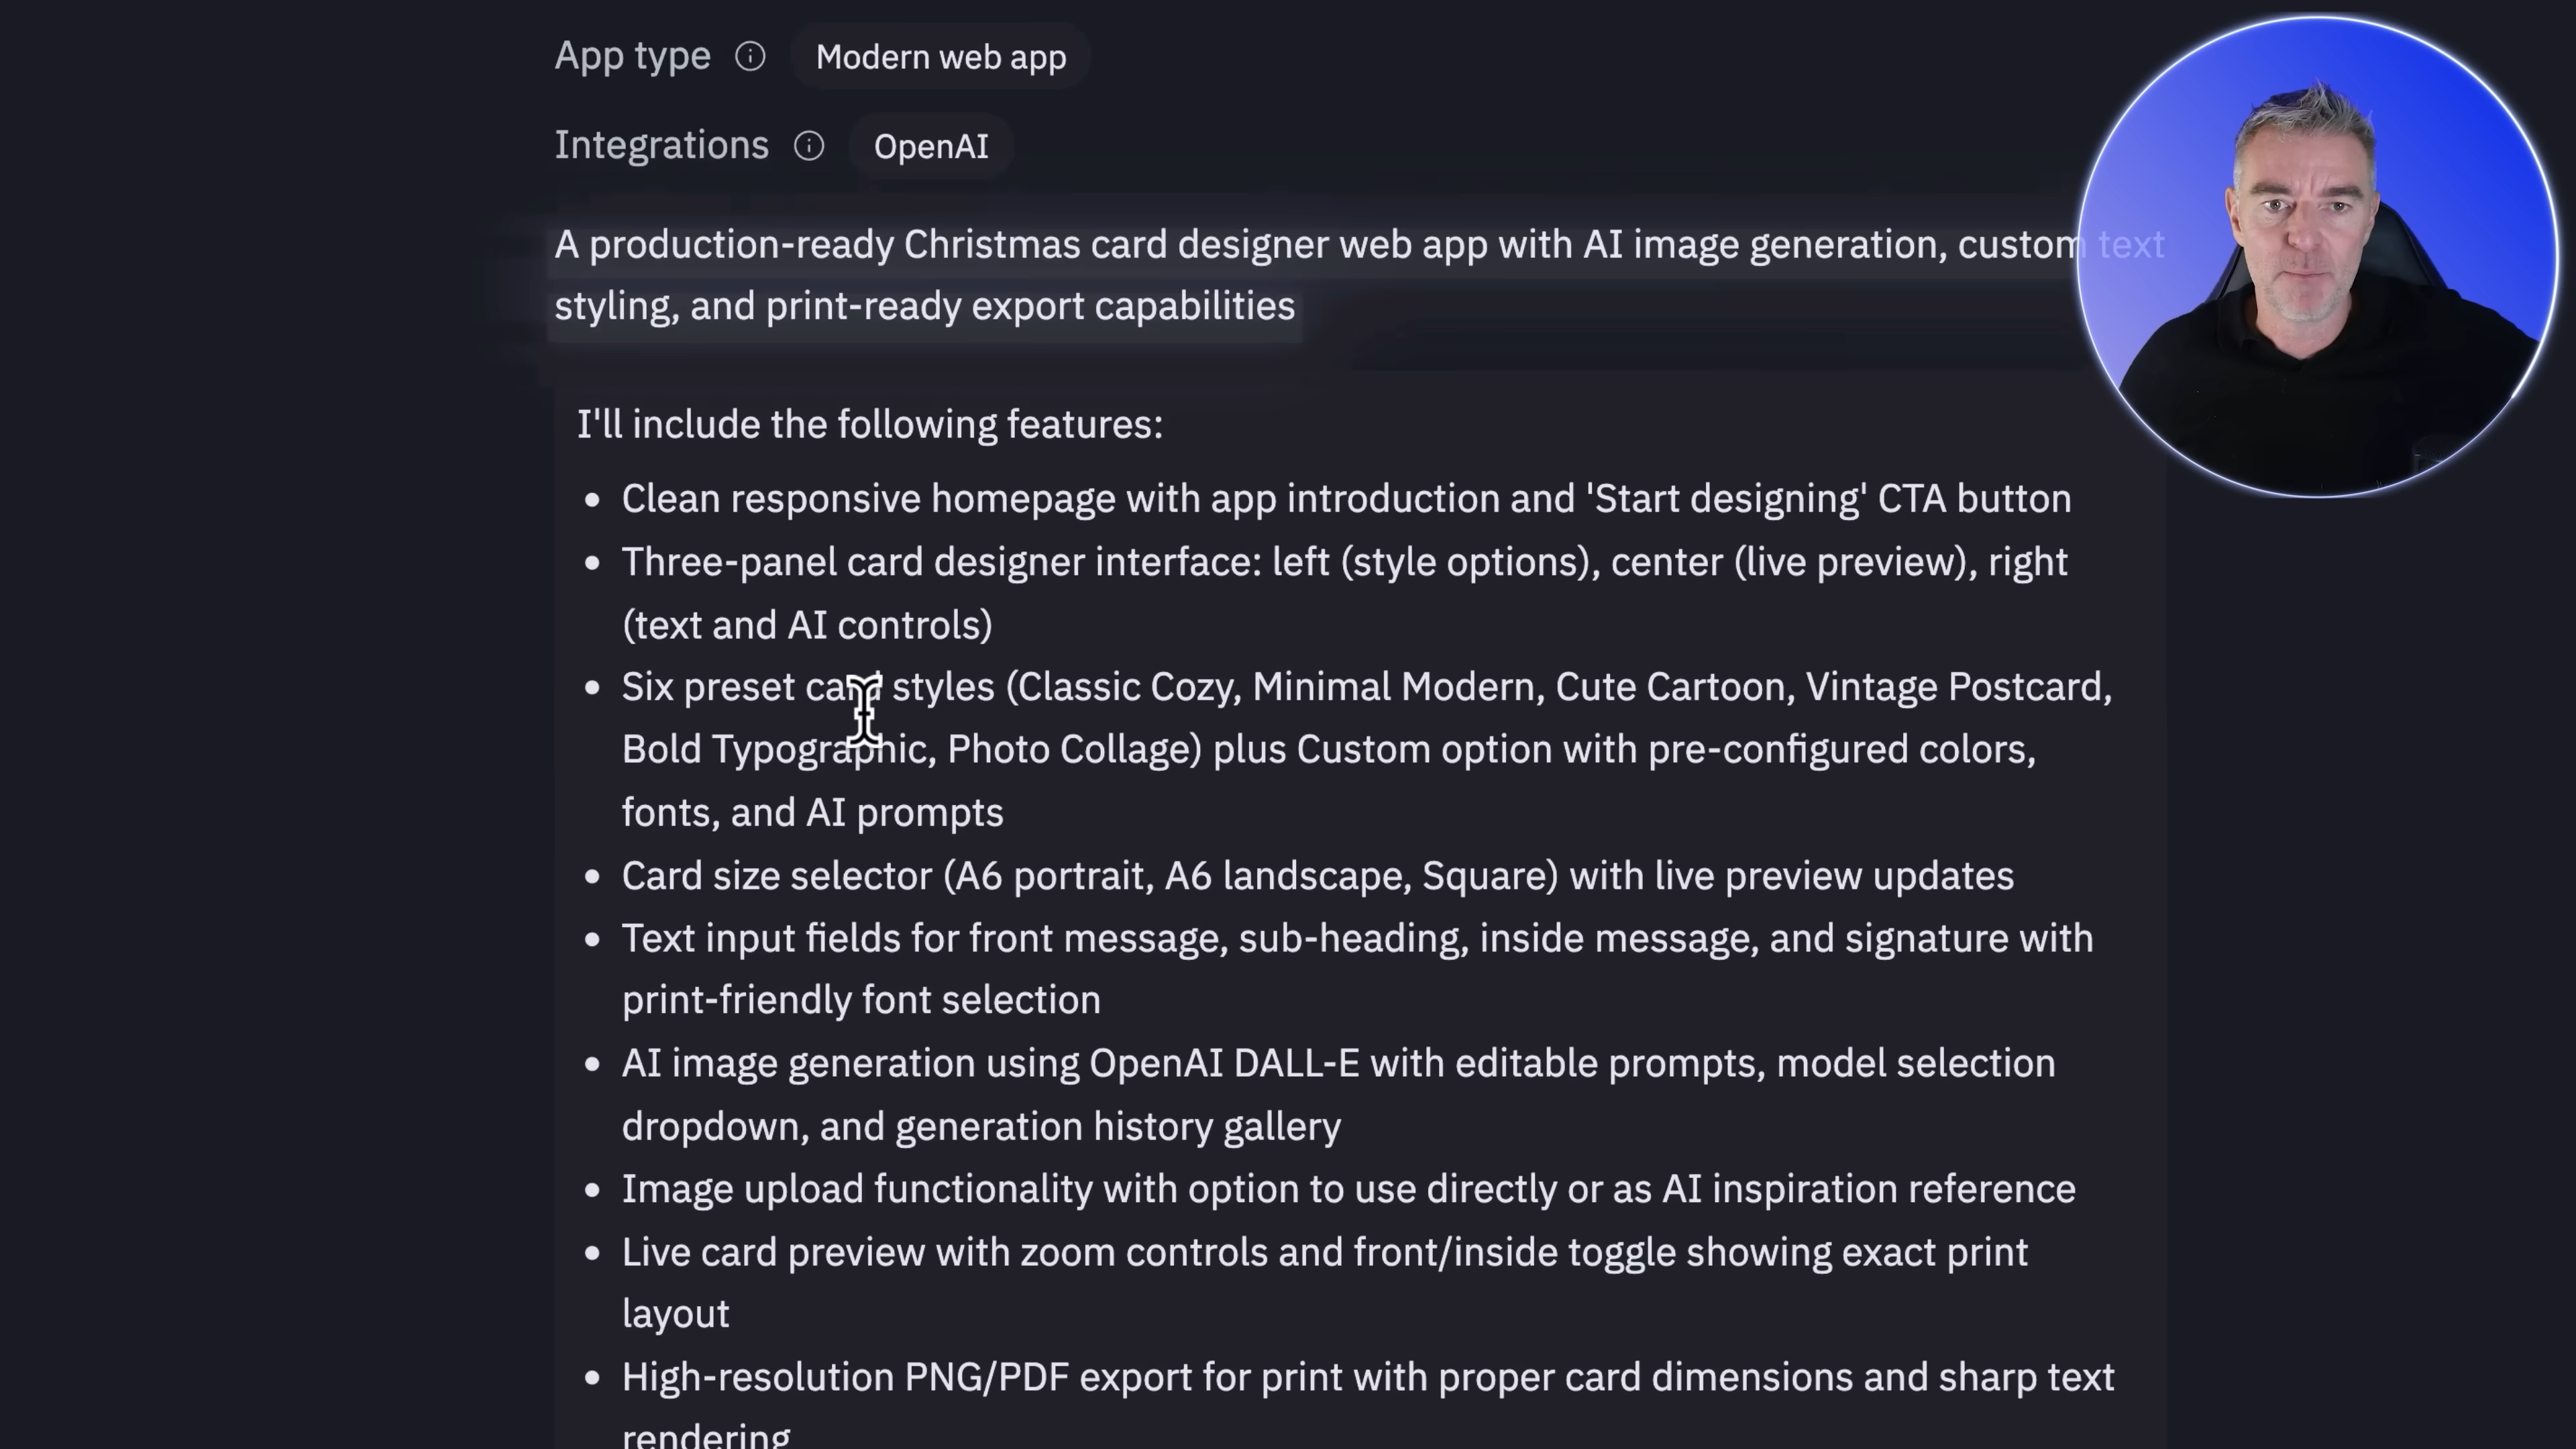 App type Modern web app
Integrations OpenAI
A production-ready Christmas card designer web app with AI image generation, custom text
styling, and print-ready export capabilities
I'll include the following features:
• Clean responsive homepage with app introduction and 'Start designing' CTA button
• Three-panel card designer interface: left (style options), center (live preview), right
(text and AI controls)
• Six preset card styles (Classic Cozy, Minimal Modern, Cute Cartoon, Vintage Postcard,
Bold Typographic, Photo Collage) plus Custom option with pre-configured colors,
fonts, and AI prompts
• Card size selector (A6 portrait, A6 landscape, Square) with live preview updates
• Text input fields for front message, sub-heading, inside message, and signature with
print-friendly font selection
• AI image generation using OpenAI DALL-E with editable prompts, model selection
dropdown, and generation history gallery
• Image upload functionality with option to use directly or as AI inspiration reference
• Live card preview with zoom controls and front/inside toggle showing exact print
layout
• High-resolution PNG/PDF export for print with proper card dimensions and sharp text
rendering